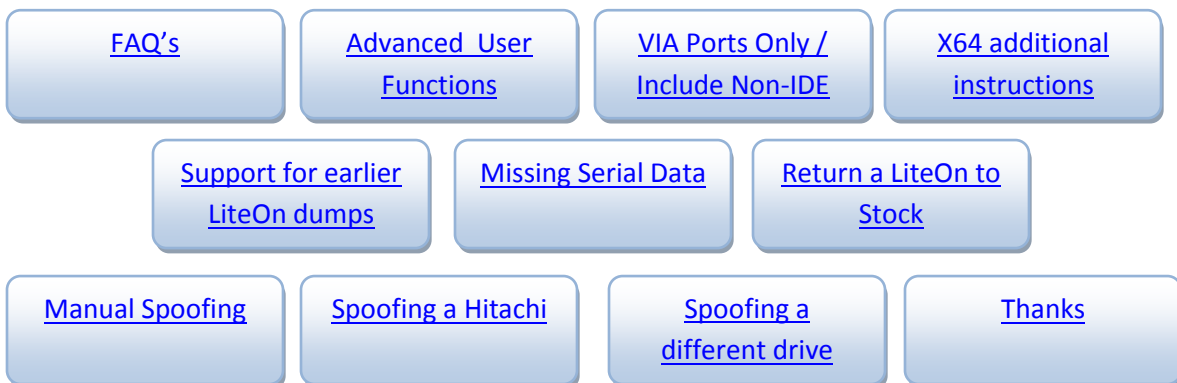 FAQ's
Advanced User
Functions
VIA Ports Only /
Include Non-IDE
X64 additional
instructions
Support for earlier
LiteOn dumps
Missing Serial Data
Return a LiteOn to
Stock
Manual Spoofing
Spoofing a Hitachi
Spoofing a
different drive
Thanks